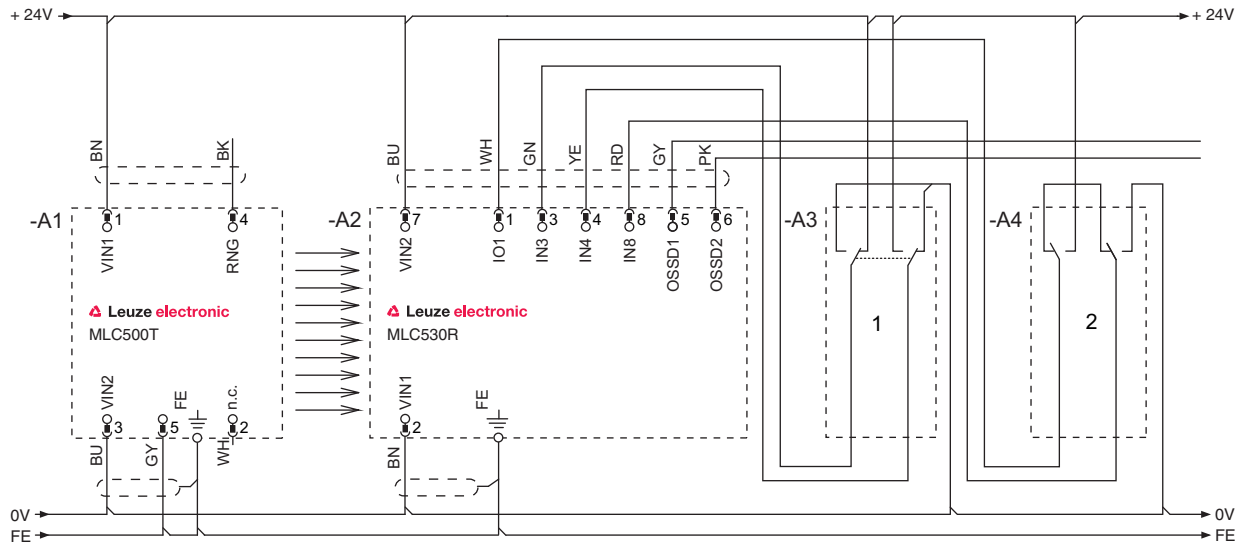 + 24V
+ 24V
BN
BK
BU
WH
GN
YE
RD
GY
PK
-A1
1
4
-A2
7
1
3
4
8
5
6
-A3
-A4
VIN1
RNG
VIN2
IO1
IN3
IN4
IN8
OSSD1
OSSD2
Leuze electronic
MLC500T
Leuze electronic
MLC530R
1
2
VIN2
FE
n.c.
VIN1
FE
3
5
2
2
BU
GY
WH
BN
0V
0V
FE
FE